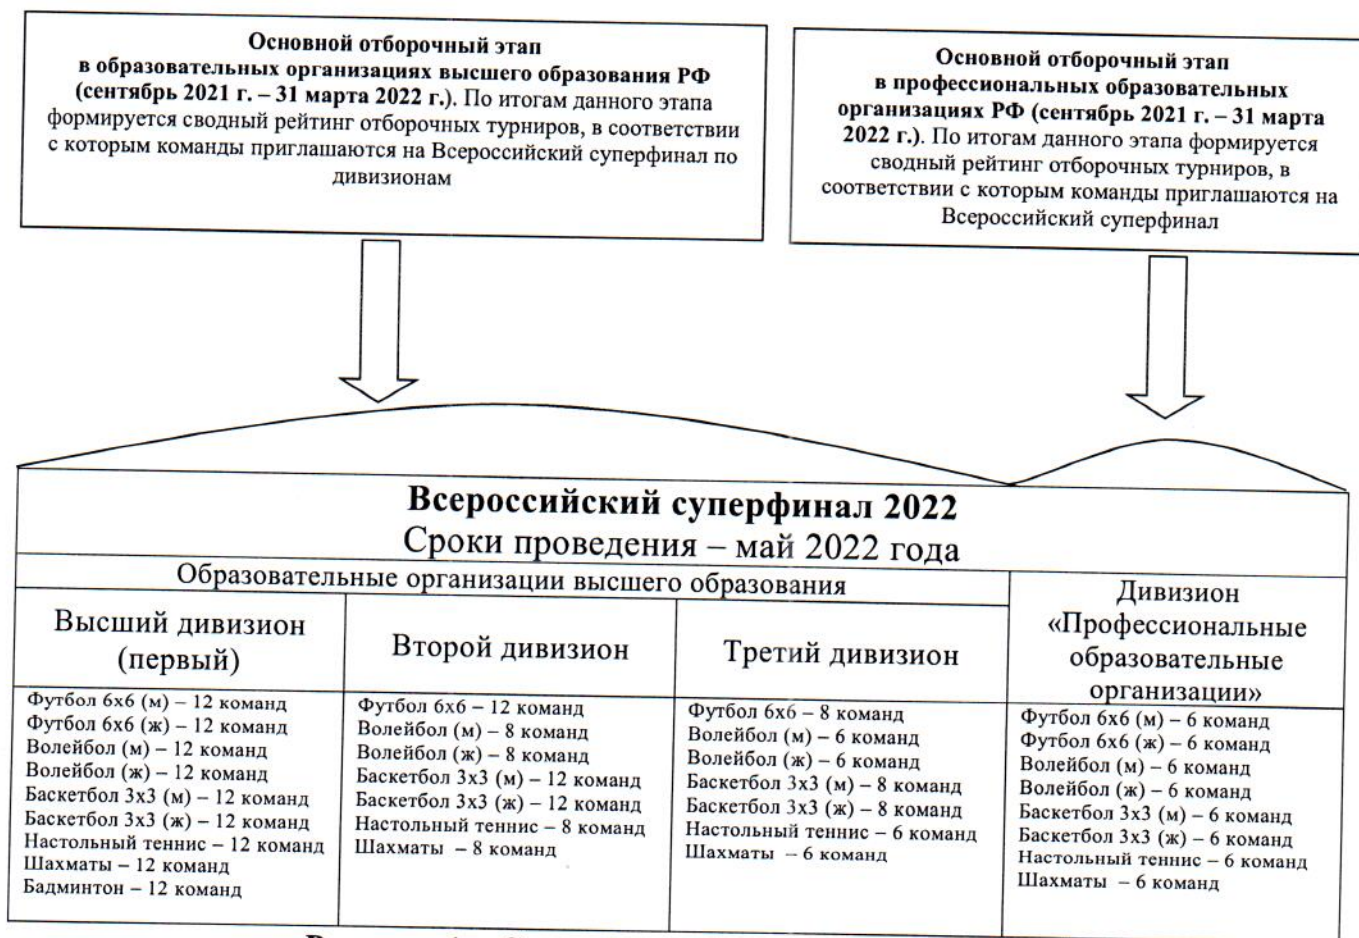 Основной отборочный этап
в образовательных организациях высшего образования РФ
(сентябрь 2021 г. – 31 марта 2022 г.). По итогам данного этапа
формируется сводный рейтинг отборочных турниров, в соответствии
с которым команды приглашаются на Всероссийский суперфинал по
дивизионам
Основной отборочный этап
в профессиональных образовательных
организациях РФ (сентябрь 2021 г. – 31 марта
2022 г.). По итогам данного этапа формируется
сводный рейтинг отборочных турниров, в
соответствии с которым команды приглашаются на
Всероссийский суперфинал
Всероссийский суперфинал 2022
Сроки проведения – май 2022 года
Образовательные организации высшего образования
Высший дивизион
(первый)
Футбол 6х6 (м) – 12 команд
Футбол 6х6 (ж) – 12 команд
Волейбол (м) – 12 команд
Волейбол (ж) – 12 команд
Баскетбол 3х3 (м) – 12 команд
Баскетбол 3х3 (ж) – 12 команд
Настольный теннис – 12 команд
Шахматы – 12 команд
Бадминтон – 12 команд
Второй дивизион
Футбол 6х6 – 12 команд
Волейбол (м) – 8 команд
Волейбол (ж) – 8 команд
Баскетбол 3х3 (м) – 12 команд
Баскетбол 3х3 (ж) – 12 команд
Настольный теннис – 8 команд
Шахматы – 8 команд
Третий дивизион
Футбол 6х6 – 8 команд
Волейбол (м) – 6 команд
Волейбол (ж) – 6 команд
Баскетбол 3х3 (м) – 8 команд
Баскетбол 3х3 (ж) – 8 команд
Настольный теннис – 6 команд
Шахматы – 6 команд
Дивизион
«Профессиональные
образовательные
организации»
Футбол 6х6 (м) – 6 команд
Футбол 6х6 (ж) – 6 команд
Волейбол (м) – 6 команд
Волейбол (ж) – 6 команд
Баскетбол 3х3 (м) – 6 команд
Баскетбол 3х3 (ж) – 6 команд
Настольный теннис – 6 команд
Шахматы – 6 команд